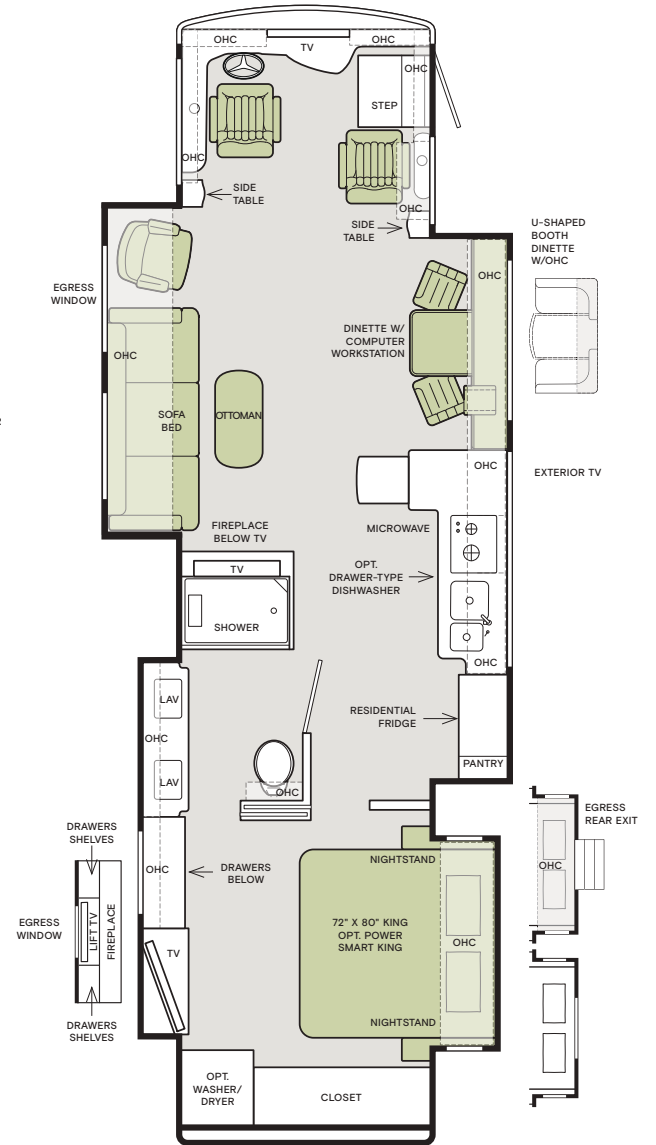 OHC
OHC
TV
OHC
STEP
OHC
SIDE
TABLE
OHC
SIDE
TABLE
U-SHAPED
BOOTH
DINETTE
W/OHC
OHC
EGRESS
WINDOW
DINETTE W/
COMPUTER
WORKSTATION
OHC
SOFA
BED
OTTOMAN
OHC
EXTERIOR TV
FIREPLACE
BELOW TV
MICROWAVE
TV
OPT.
DRAWER-TYPE
DISHWASHER
SHOWER
OHC
LAV
RESIDENTIAL
FRIDGE
OHC
PANTRY
LAV
OHC
EGRESS
REAR EXIT
DRAWERS
SHELVES
OHC
DRAWERS
BELOW
NIGHTSTAND
OHC
EGRESS
WINDOW
LIFT TV
FIREPLACE
72" X 80" KING
OPT. POWER
SMART KING
OHC
TV
DRAWERS
SHELVES
NIGHTSTAND
OPT.
WASHER/
DRYER
CLOSET